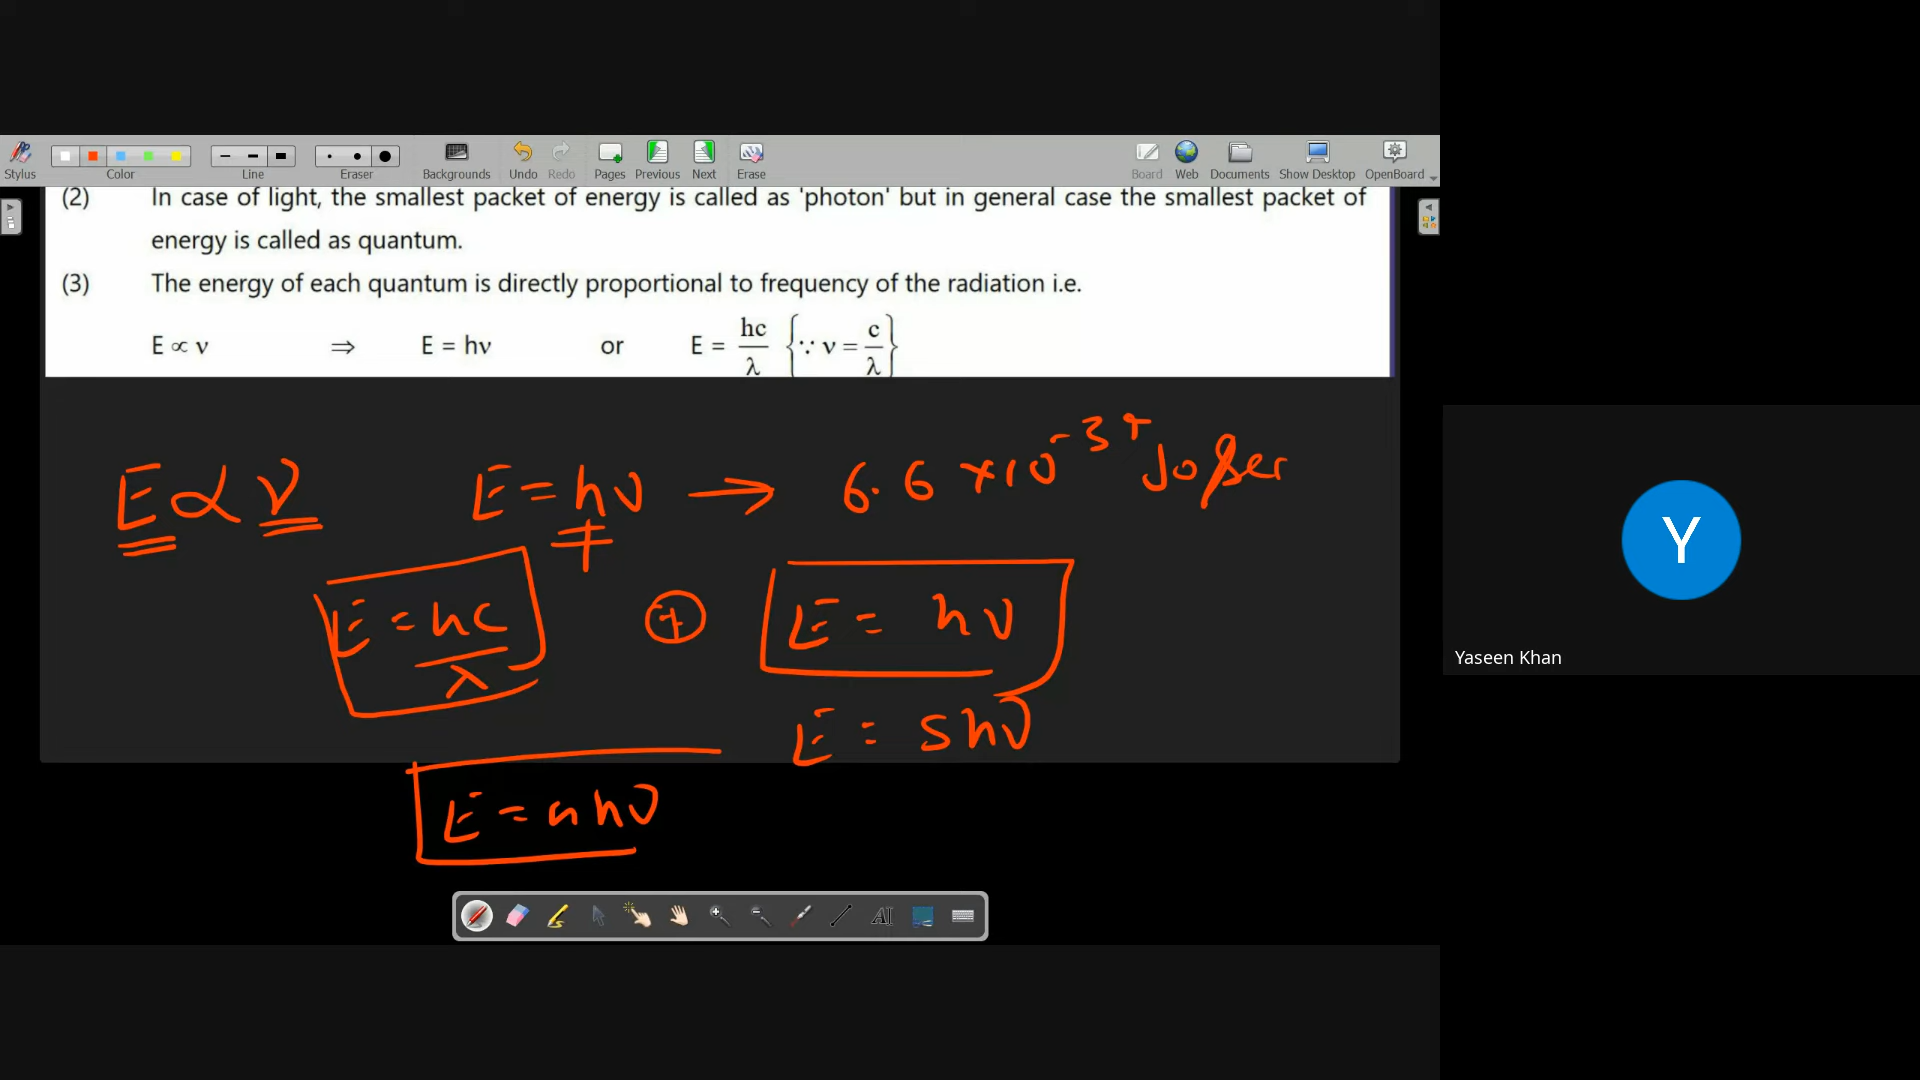 Stylus Color Line Eraser Backgrounds Undo Redo Pages Previous Next Erase Board Web Documents Show Desktop OpenBoard
(2) In case of light, the smallest packet of energy is called as 'photon' but in general case the smallest packet of
energy is called as quantum.
(3) The energy of each quantum is directly proportional to frequency of the radiation i.e.
E ∝ ν ⇒ E = hν or E = hc/λ {∵ ν = c/λ}
E ∝ ν E = hν → 6.6 × 10^-34
E = hc/λ + E = hν
E = 5hν
E = nhν
Y
Yaseen Khan
AI